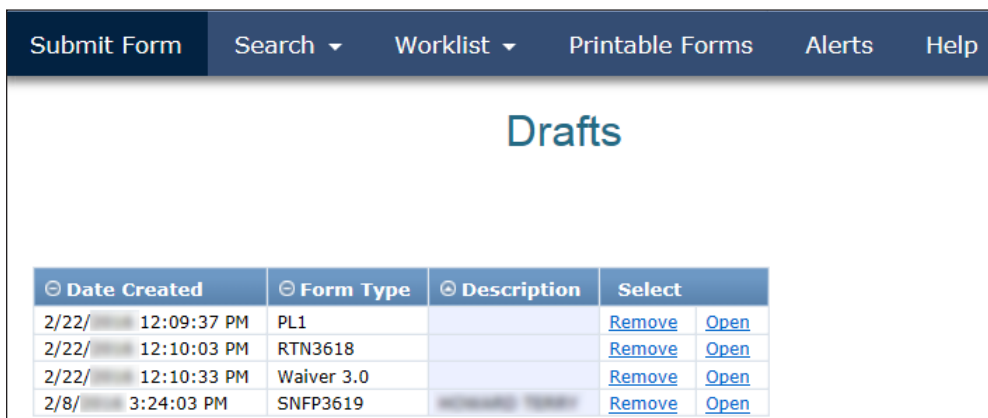 Submit Form Search Worklist Printable Forms Alerts Help
Drafts
Date Created Form Type Description Select
2/22/ 12:09:37 PM PL1 Remove Open
2/22/ 12:10:03 PM RTN3618 Remove Open
2/22/ 12:10:33 PM Waiver 3.0 Remove Open
2/8/ 3:24:03 PM SNFP3619 Remove Open